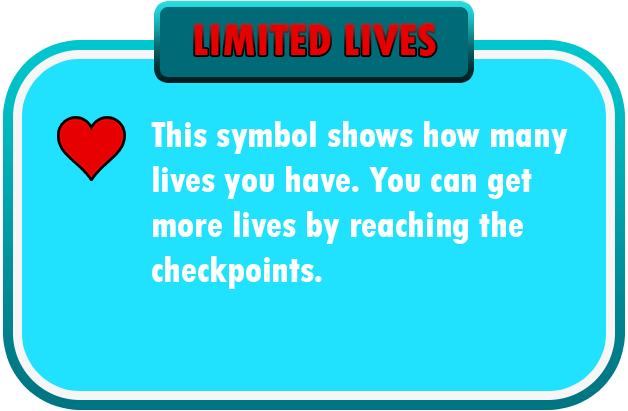 LIMITED LIVES
This symbol shows how many
lives you have. You can get
more lives by reaching the
checkpoints.